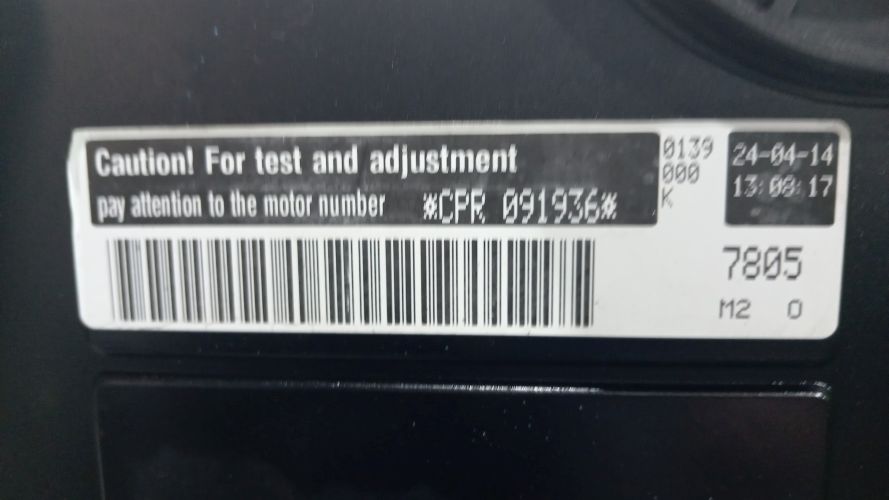 Caution! For test and adjustment
pay attention to the motor number *CPR 091936*
0139
000
K
24-04-14
13:08:17
7805
M2 0